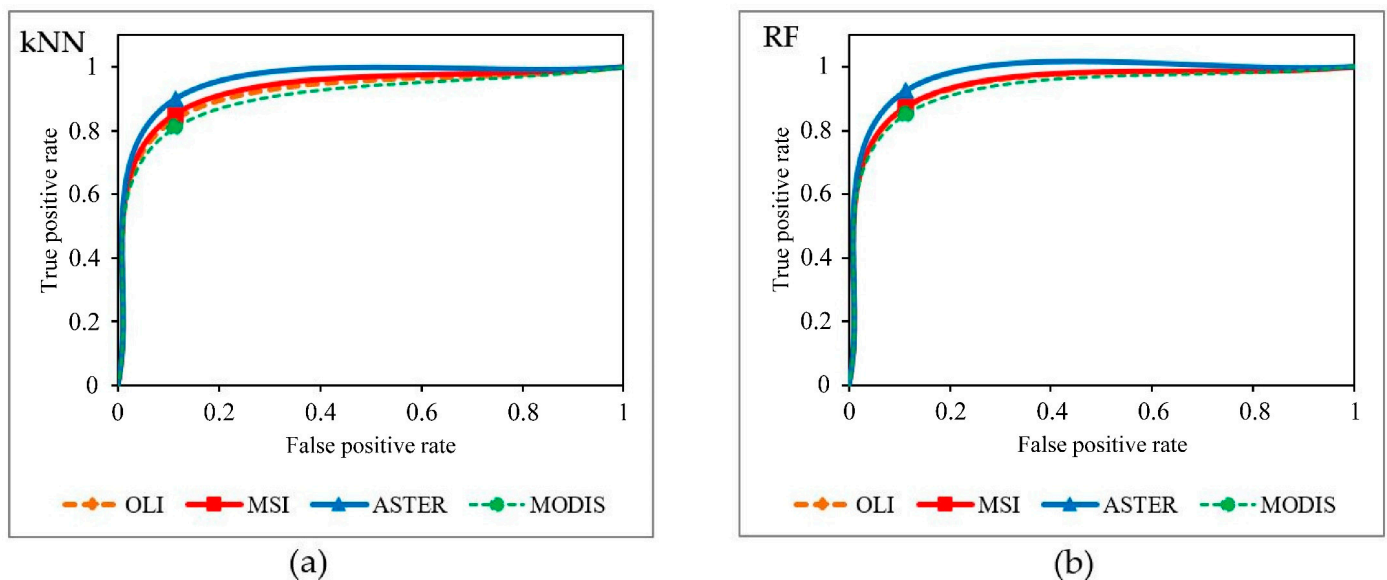 kNN
1
0.8
0.6
0.4
0.2
0
True positive rate
0 0.2 0.4 0.6 0.8 1
False positive rate
OLI MSI ASTER MODIS
(a)
RF
1
0.8
0.6
0.4
0.2
0
True positive rate
0 0.2 0.4 0.6 0.8 1
False positive rate
OLI MSI ASTER MODIS
(b)